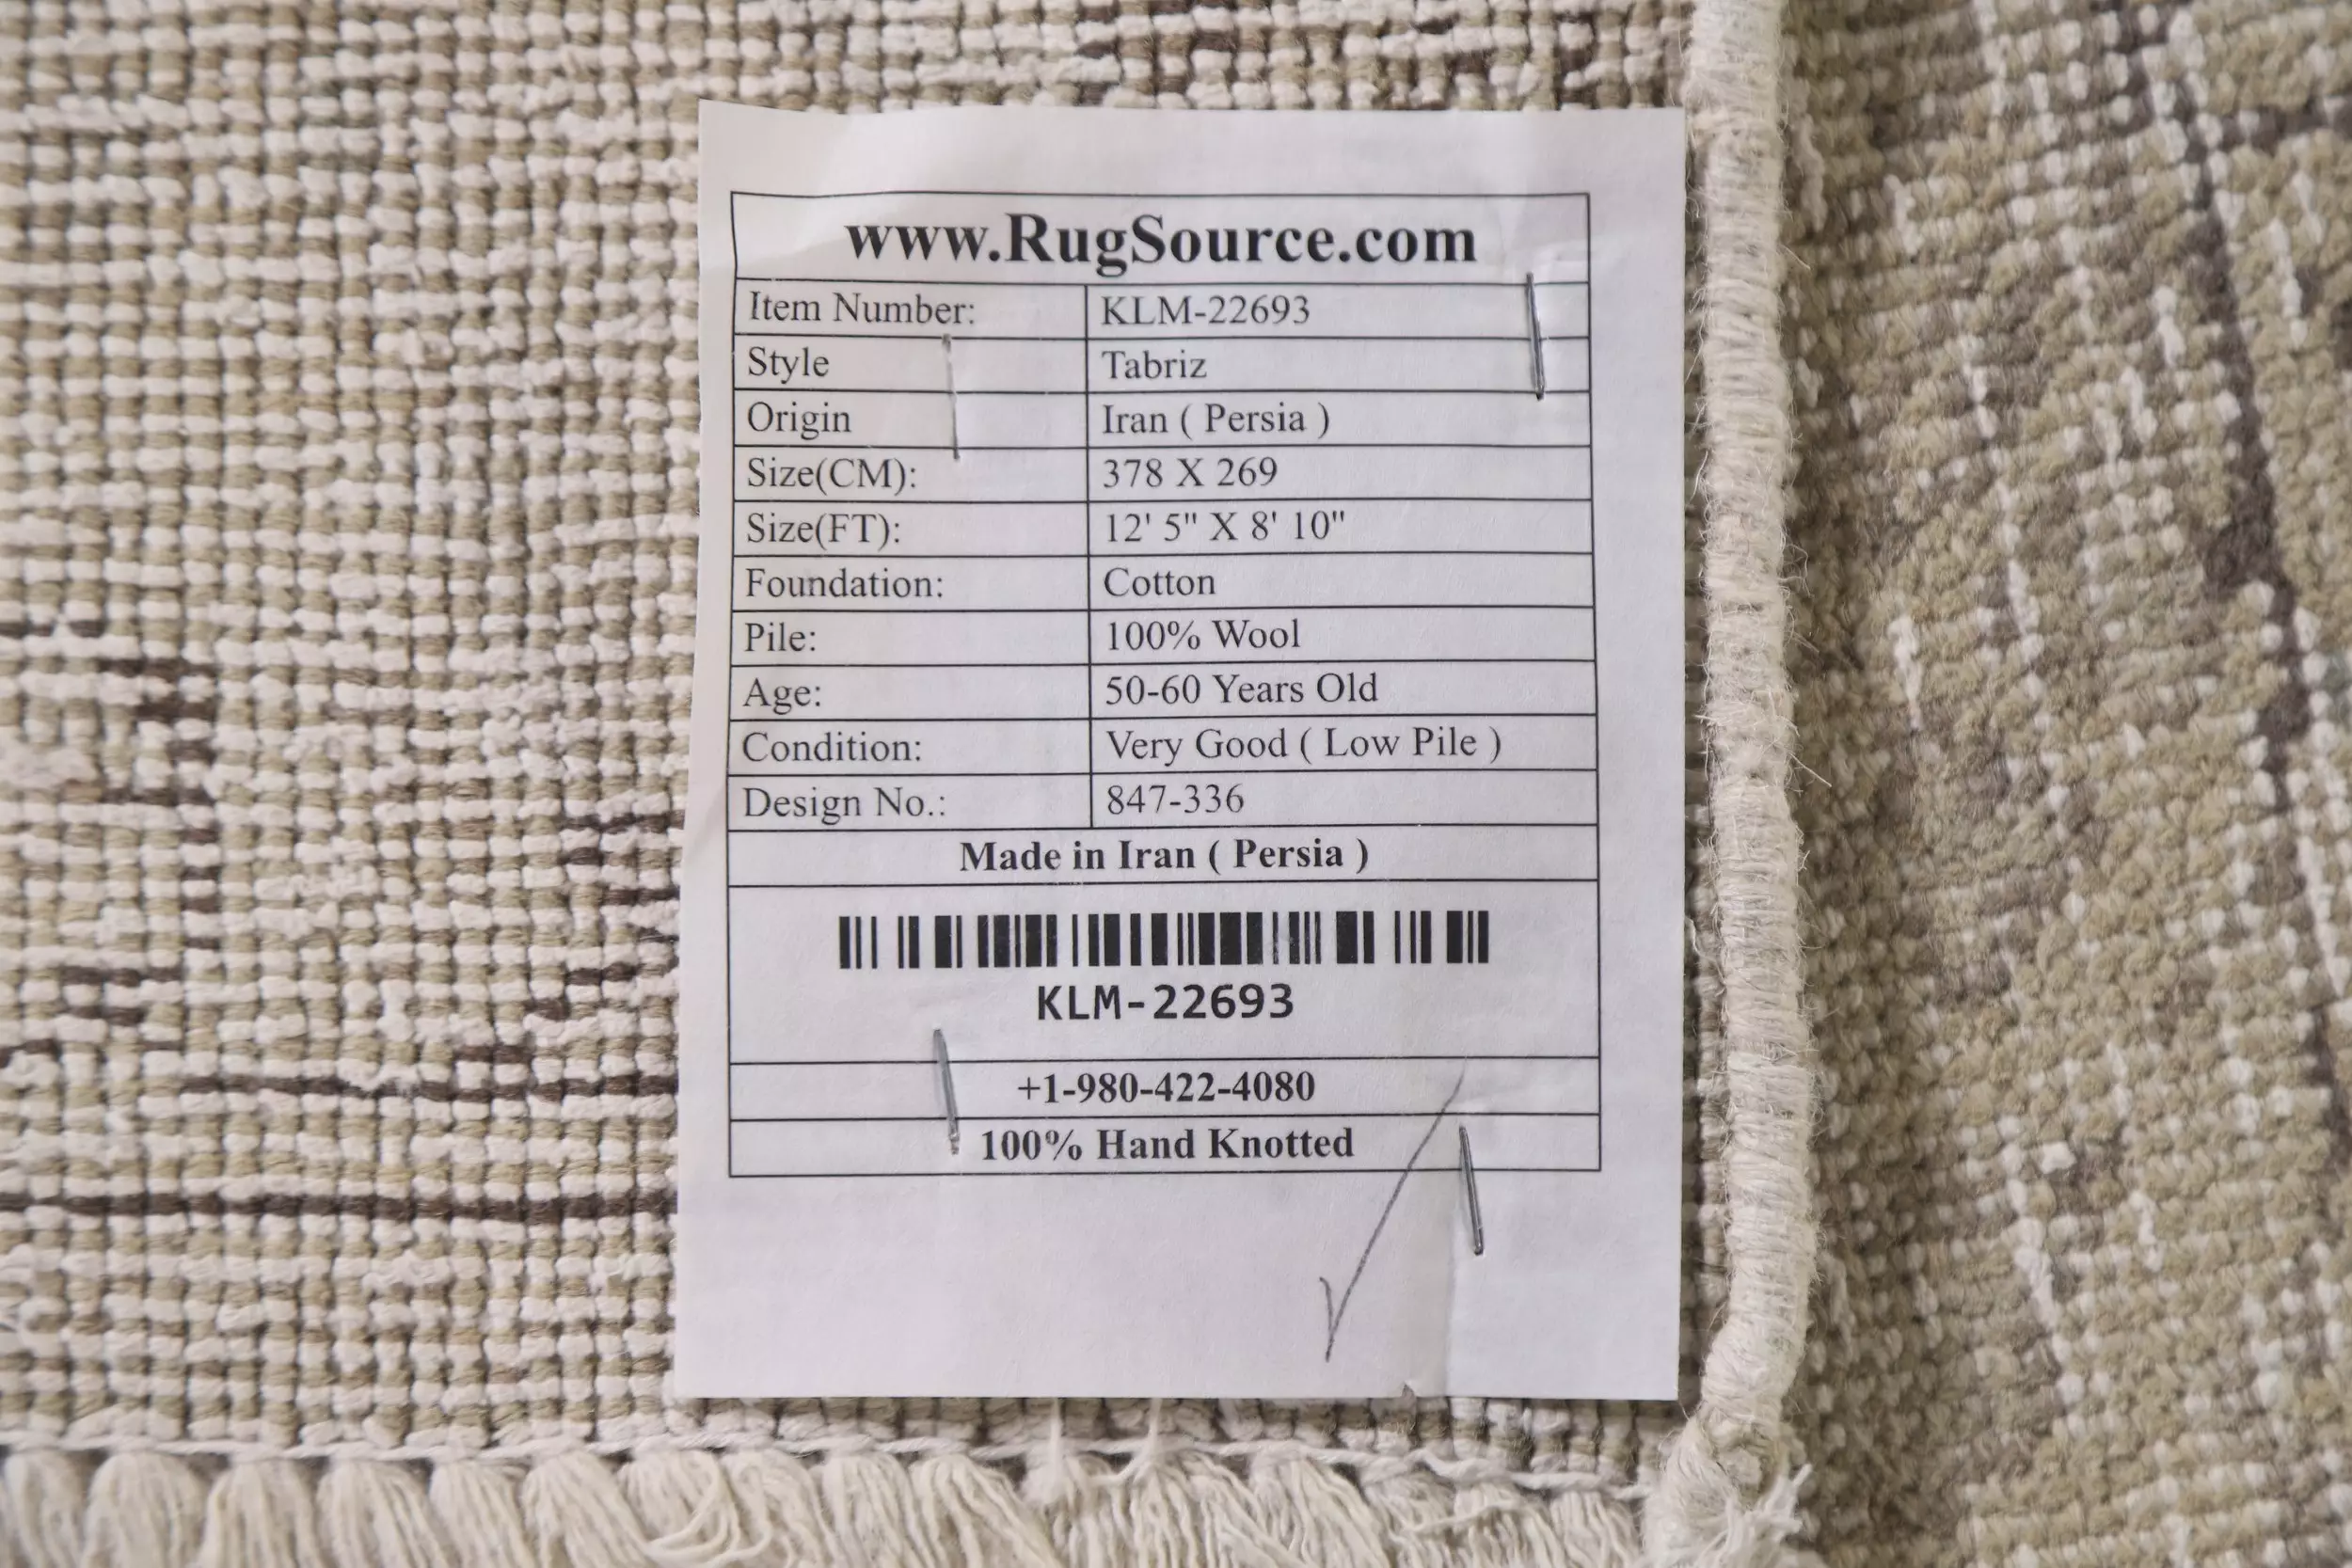 www.RugSource.com
Item Number: KLM-22693
Style Tabriz
Origin Iran ( Persia )
Size(CM): 378 X 269
Size(FT): 12' 5" X 8' 10"
Foundation: Cotton
Pile: 100% Wool
Age: 50-60 Years Old
Condition: Very Good ( Low Pile )
Design No.: 847-336
Made in Iran ( Persia )
KLM-22693
+1-980-422-4080
100% Hand Knotted